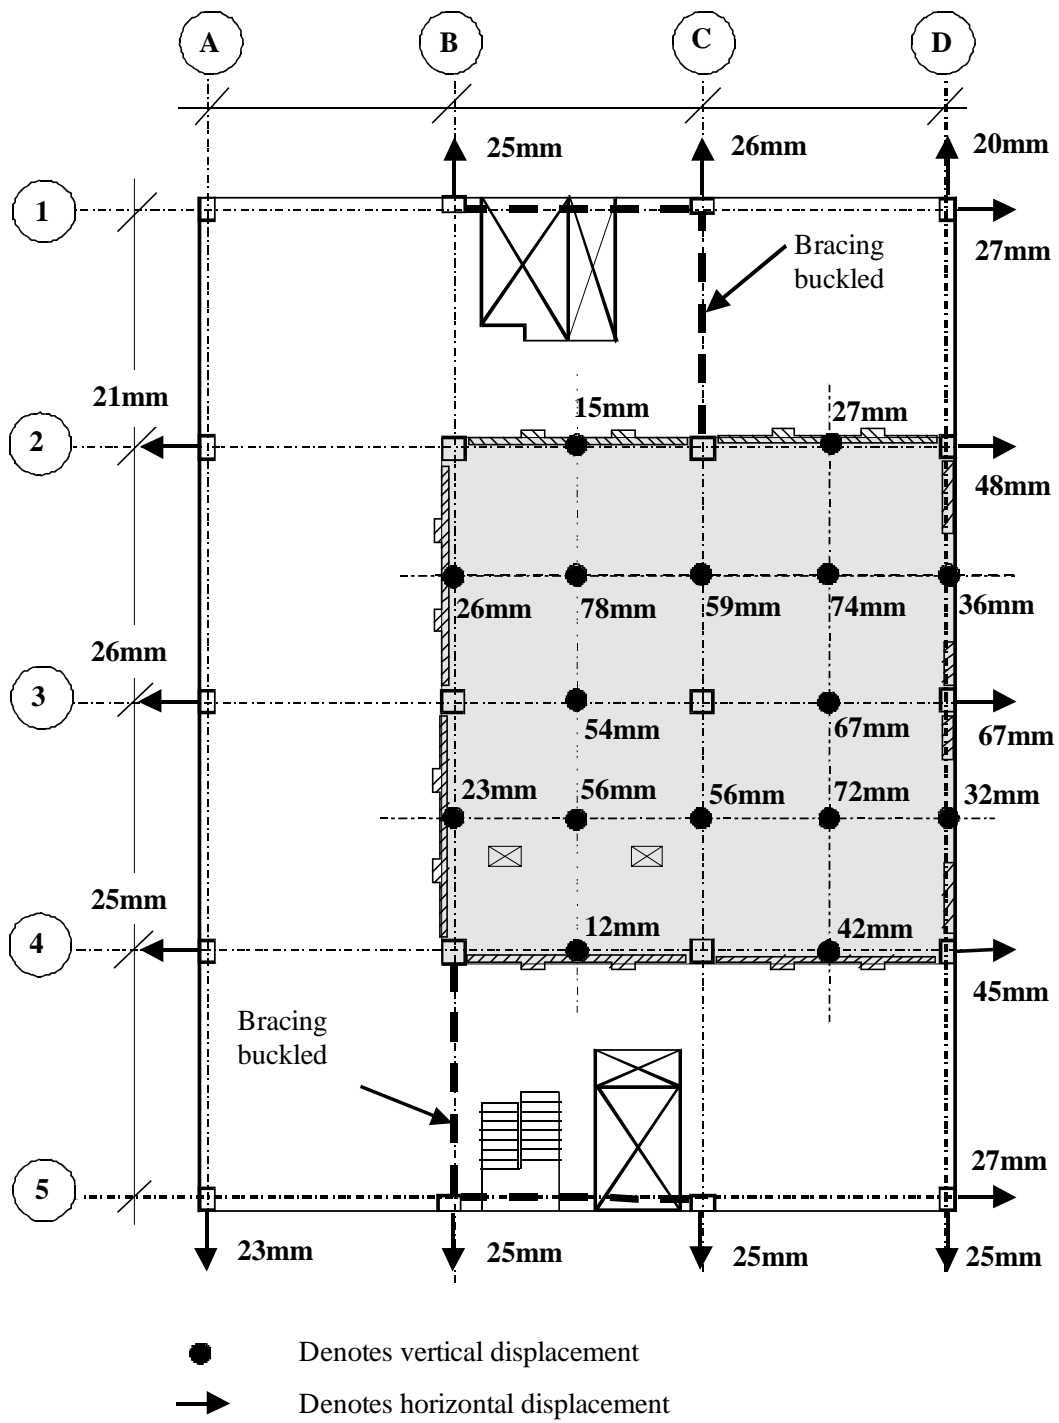 A
B
C
D
25mm
26mm
20mm
1
27mm
Bracing
buckled
21mm
15mm
27mm
2
48mm
26mm
78mm
59mm
74mm
36mm
26mm
3
54mm
67mm
67mm
23mm
56mm
56mm
72mm
32mm
25mm
12mm
42mm
4
45mm
Bracing
buckled
27mm
5
23mm
25mm
25mm
25mm
Denotes vertical displacement
Denotes horizontal displacement